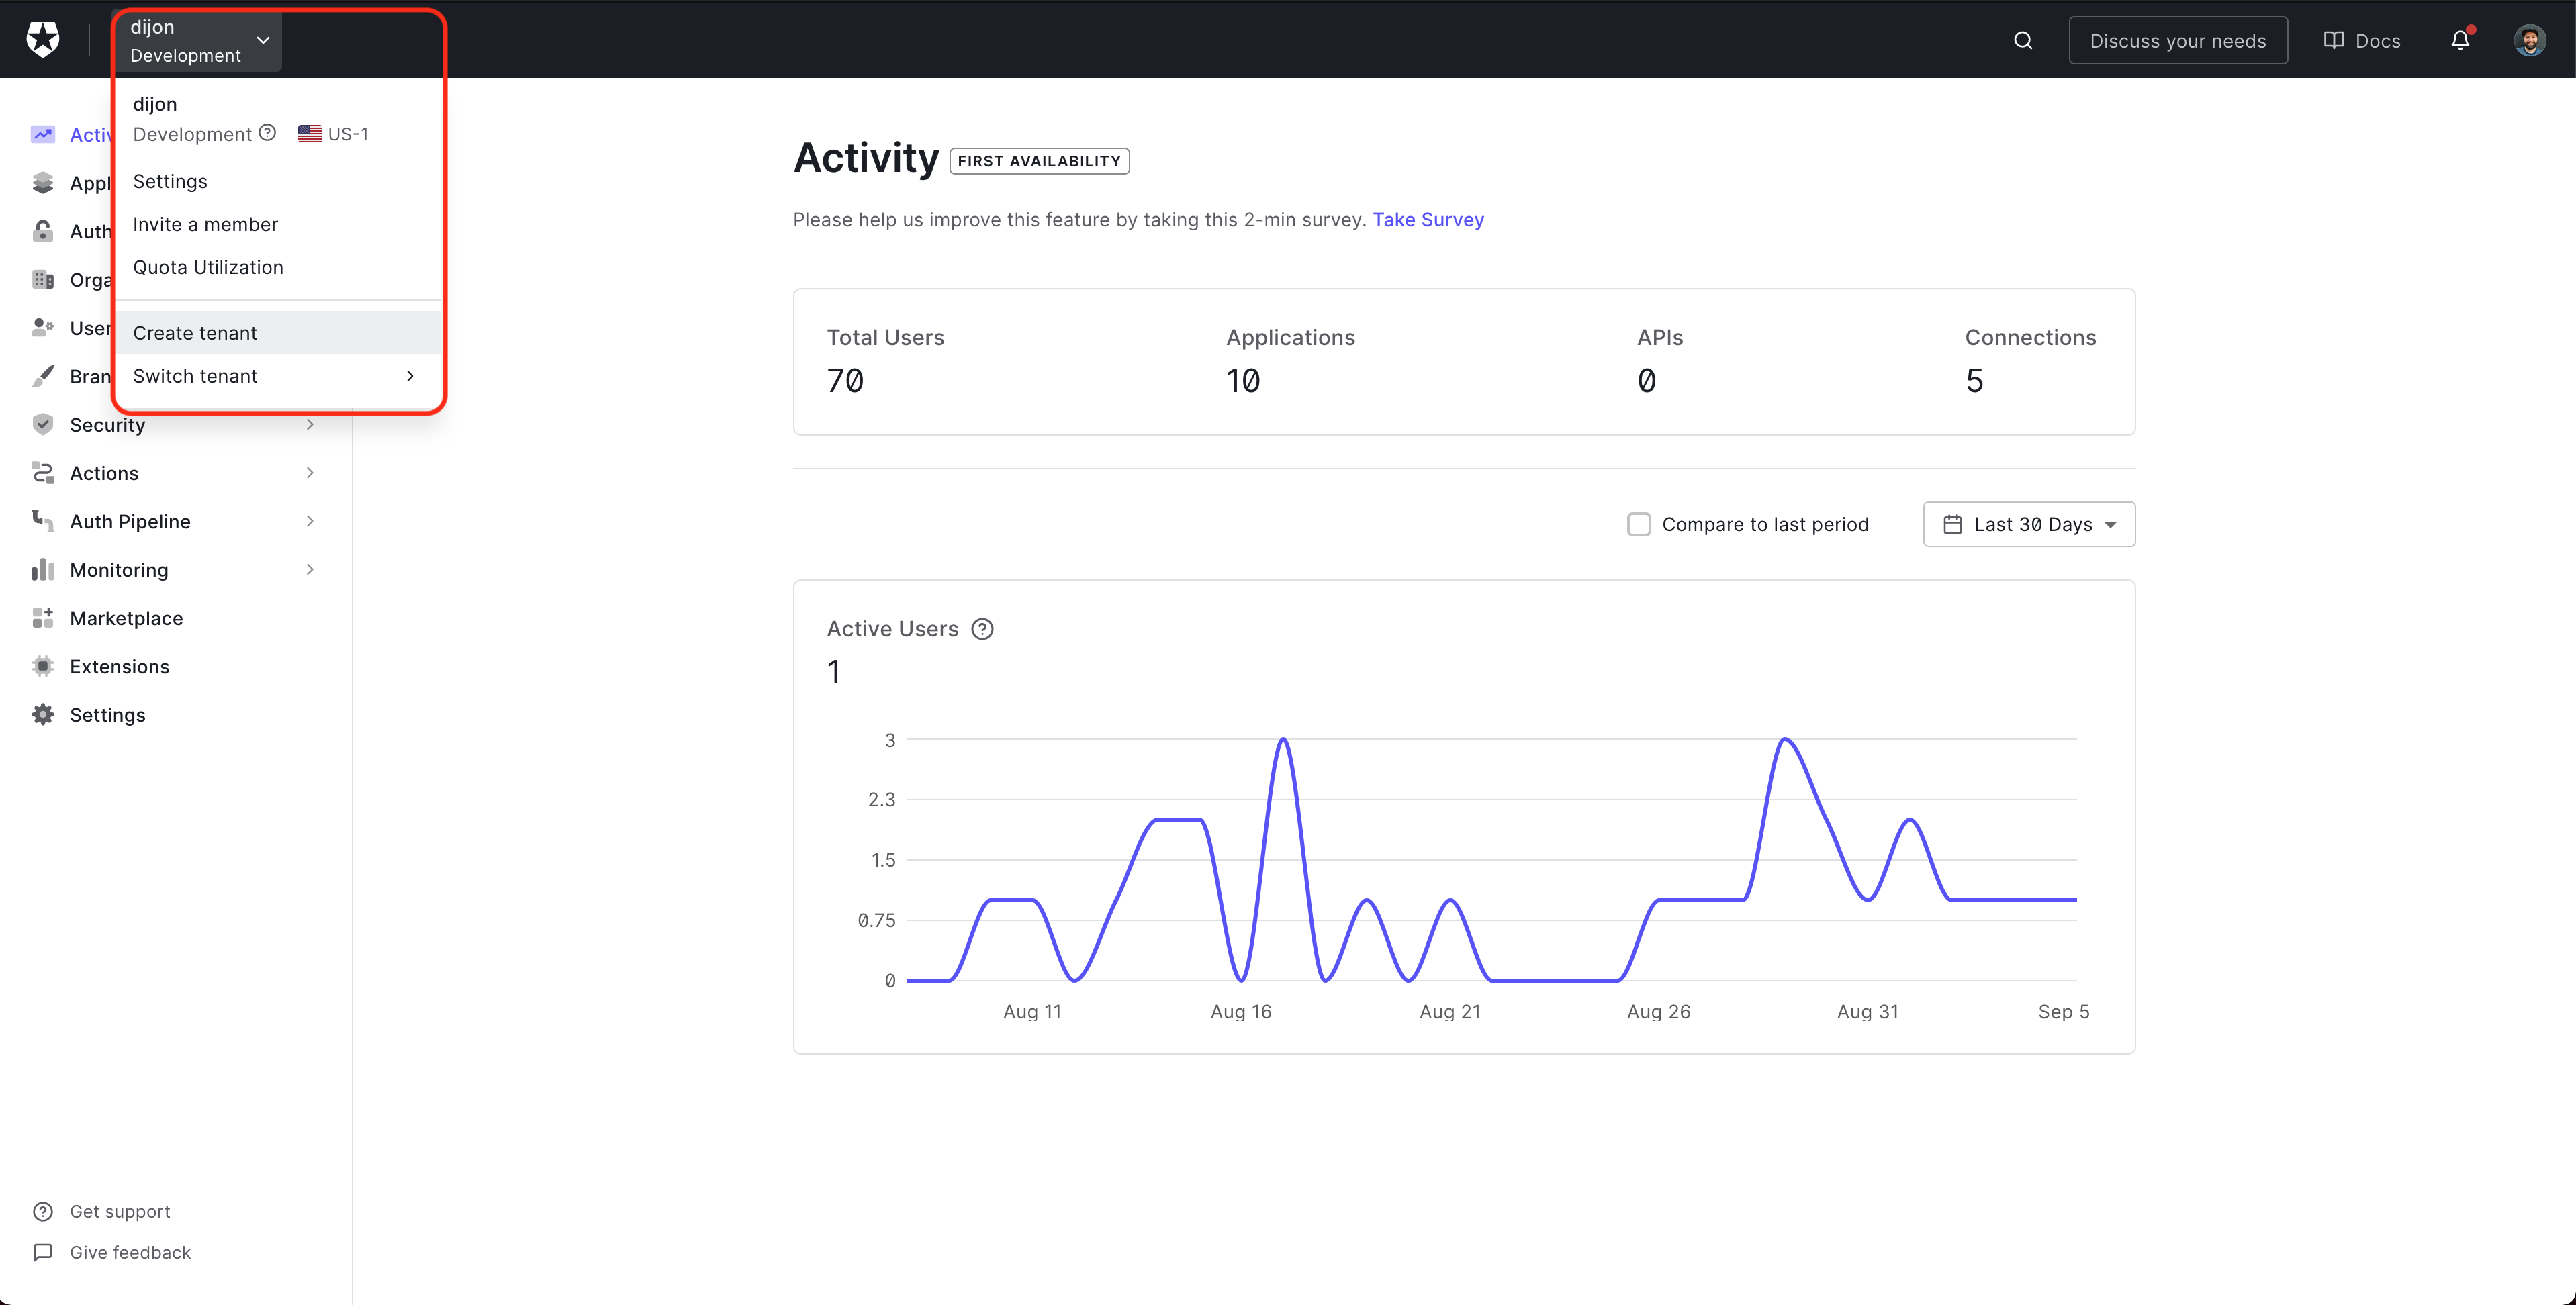 dijon
Development
Discuss your needs
Docs
dijon
Development
US-1
Settings
Invite a member
Quota Utilization
Create tenant
Switch tenant
Activ
Appl
Auth
Orga
User
Bran
Security
Actions
Auth Pipeline
Monitoring
Marketplace
Extensions
Settings
Get support
Give feedback
Activity FIRST AVAILABILITY
Please help us improve this feature by taking this 2-min survey. Take Survey
Total Users Applications APIs Connections
70 10 0 5
Compare to last period Last 30 Days
Active Users
1
3
2.3
1.5
0.75
0
Aug 11 Aug 16 Aug 21 Aug 26 Aug 31 Sep 5